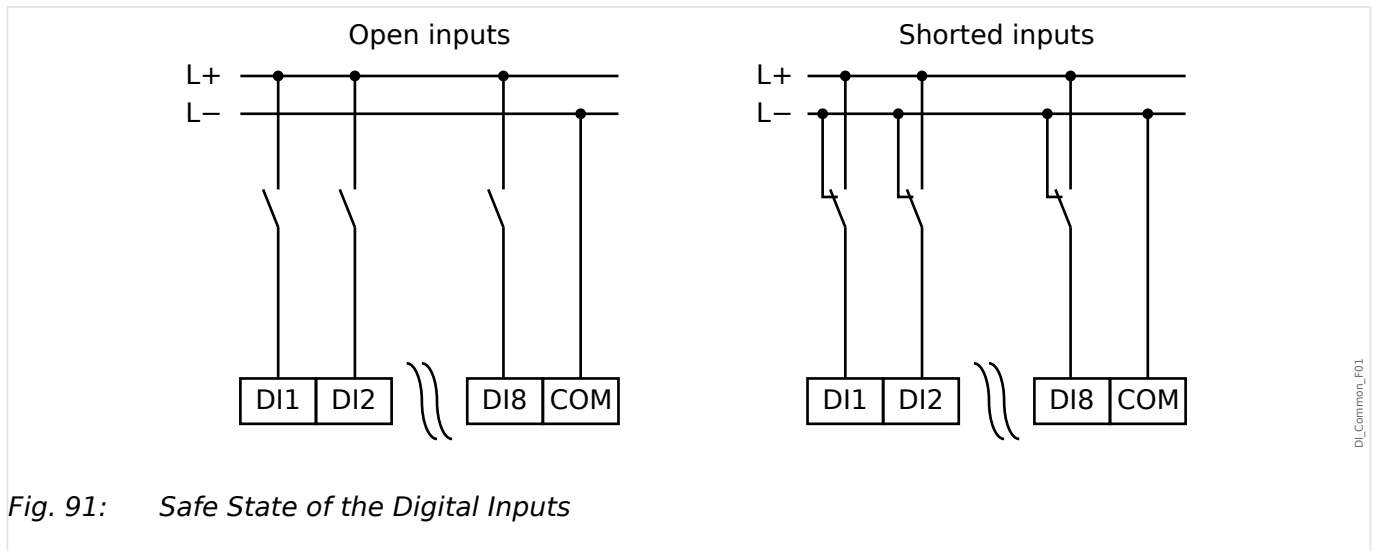 Open inputs
L+
L−
DI1 DI2 DI8 COM
Shorted inputs
L+
L−
DI1 DI2 DI8 COM
DI_Common_F01
Fig. 91: Safe State of the Digital Inputs